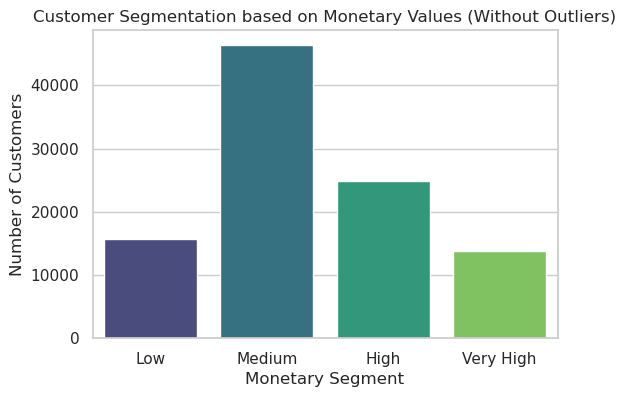 Customer Segmentation based on Monetary Values (Without Outliers)
Number of Customers
40000
30000
20000
10000
0
Low Medium High Very High
Monetary Segment